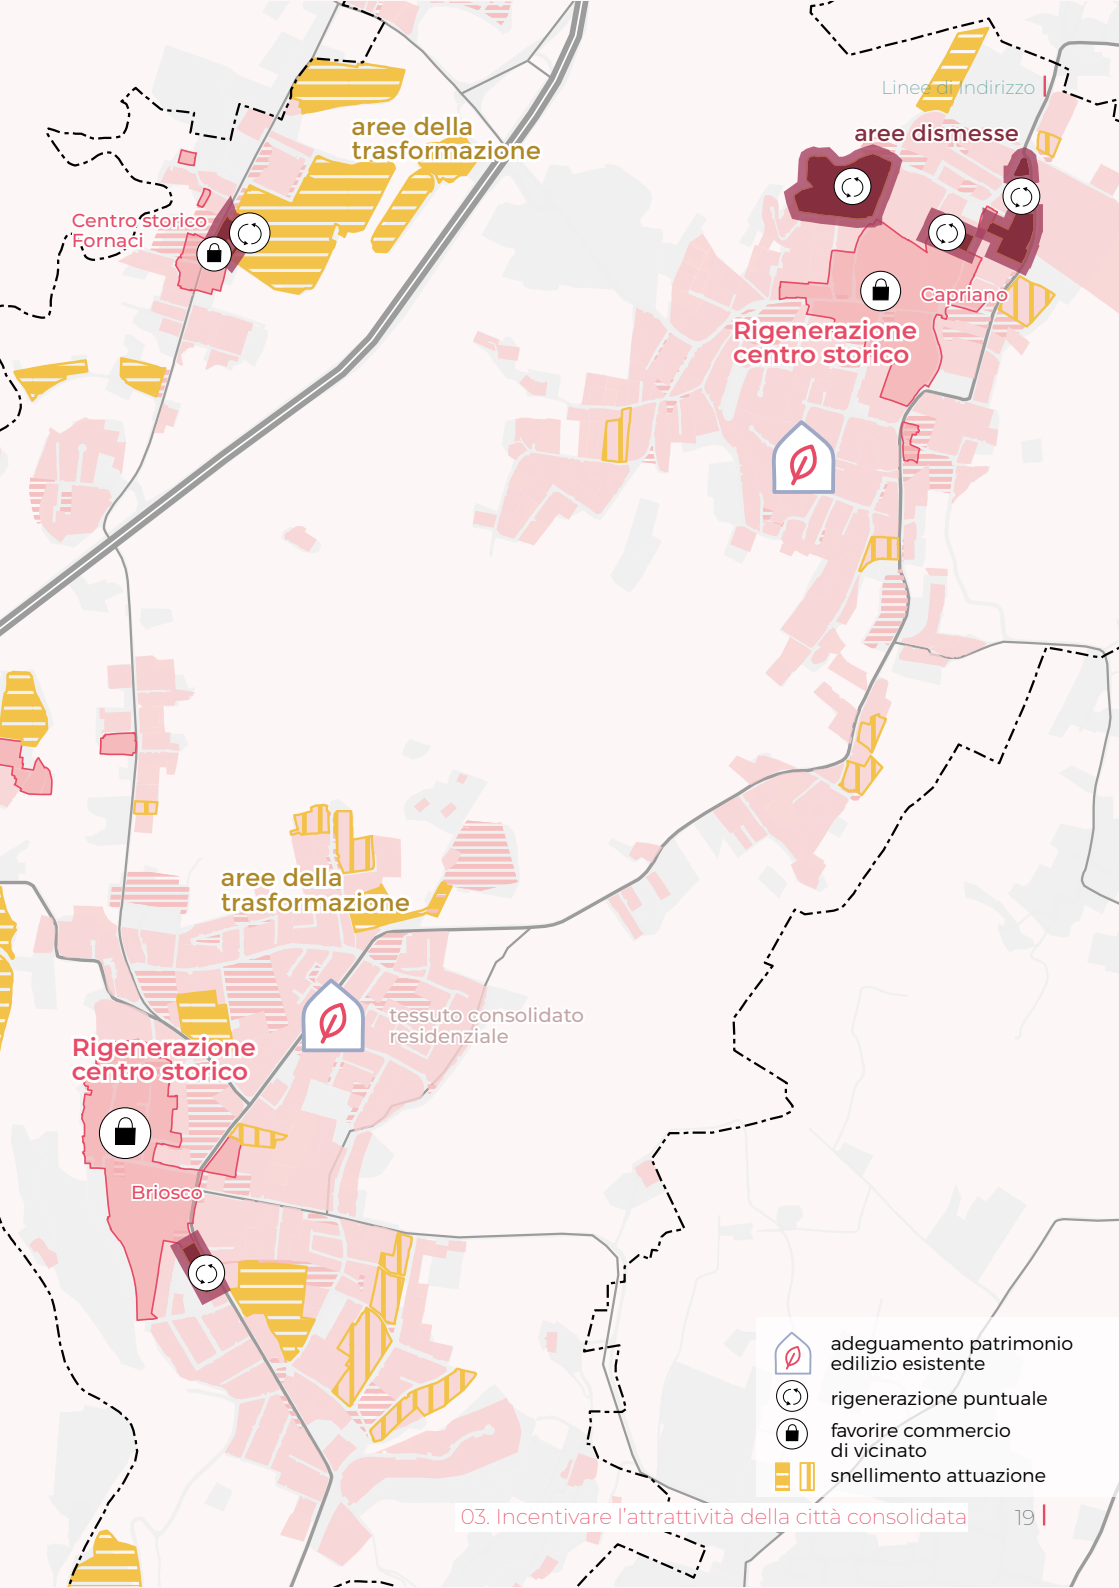 Linee di Indirizzo
aree della
trasformazione
aree dismesse
Centro storico
Fornaci
Capriano
Rigenerazione
centro storico
aree della
trasformazione
tessuto consolidato
residenziale
Rigenerazione
centro storico
Briosco
adeguamento patrimonio
edilizio esistente
rigenerazione puntuale
favorire commercio
di vicinato
snellimento attuazione
03. Incentivare l'attrattività della città consolidata
19